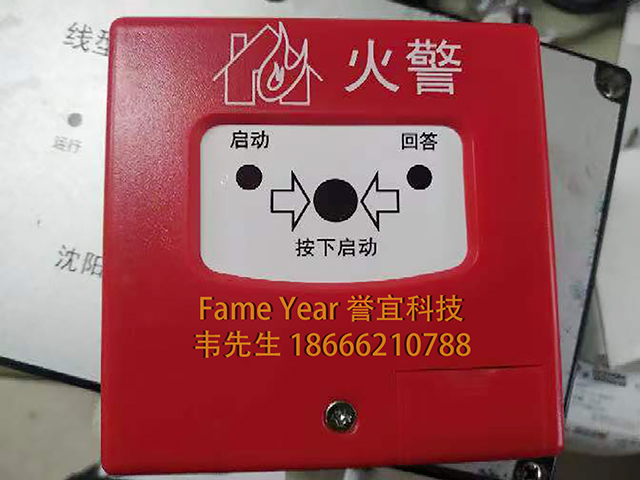 线型
火警
启动
回答
运行
按下启动
沈阳
Fame Year 誉宜科技
韦先生 18666210788